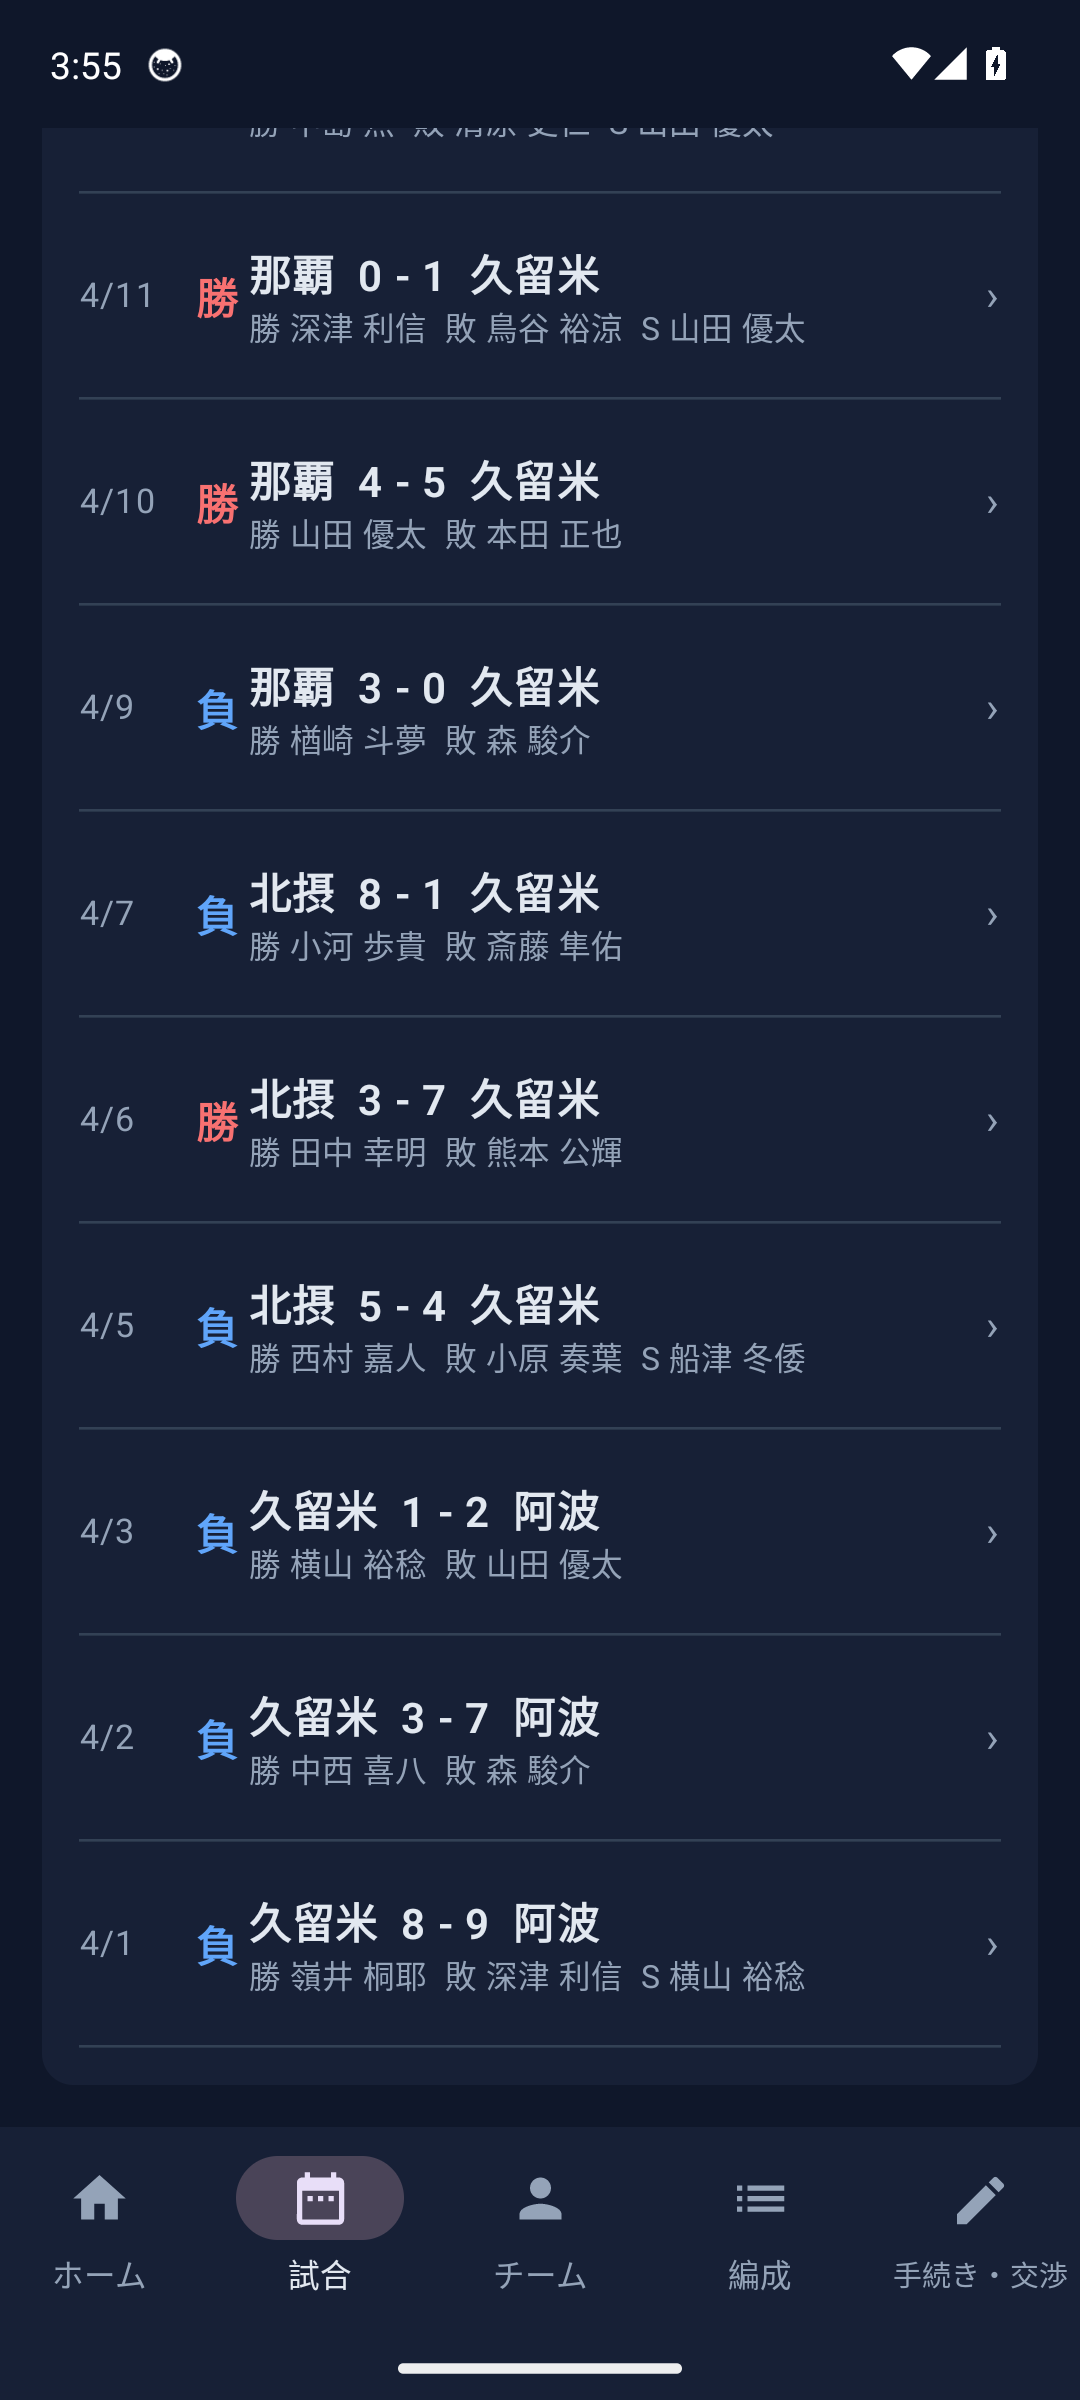 3:55
4/11 勝 那覇 0 - 1 久留米 ›
勝 深津 利信 敗 鳥谷 裕涼 S 山田 優太
4/10 勝 那覇 4 - 5 久留米 ›
勝 山田 優太 敗 本田 正也
4/9 負 那覇 3 - 0 久留米 ›
勝 楢崎 斗夢 敗 森 駿介
4/7 負 北摂 8 - 1 久留米 ›
勝 小河 歩貴 敗 斎藤 隼佑
4/6 勝 北摂 3 - 7 久留米 ›
勝 田中 幸明 敗 熊本 公輝
4/5 負 北摂 5 - 4 久留米 ›
勝 西村 嘉人 敗 小原 奏葉 S 船津 冬倭
4/3 負 久留米 1 - 2 阿波 ›
勝 横山 裕稔 敗 山田 優太
4/2 負 久留米 3 - 7 阿波 ›
勝 中西 喜八 敗 森 駿介
4/1 負 久留米 8 - 9 阿波 ›
勝 嶺井 桐耶 敗 深津 利信 S 横山 裕稔
ホーム 試合 チーム 編成 手続き・交渉